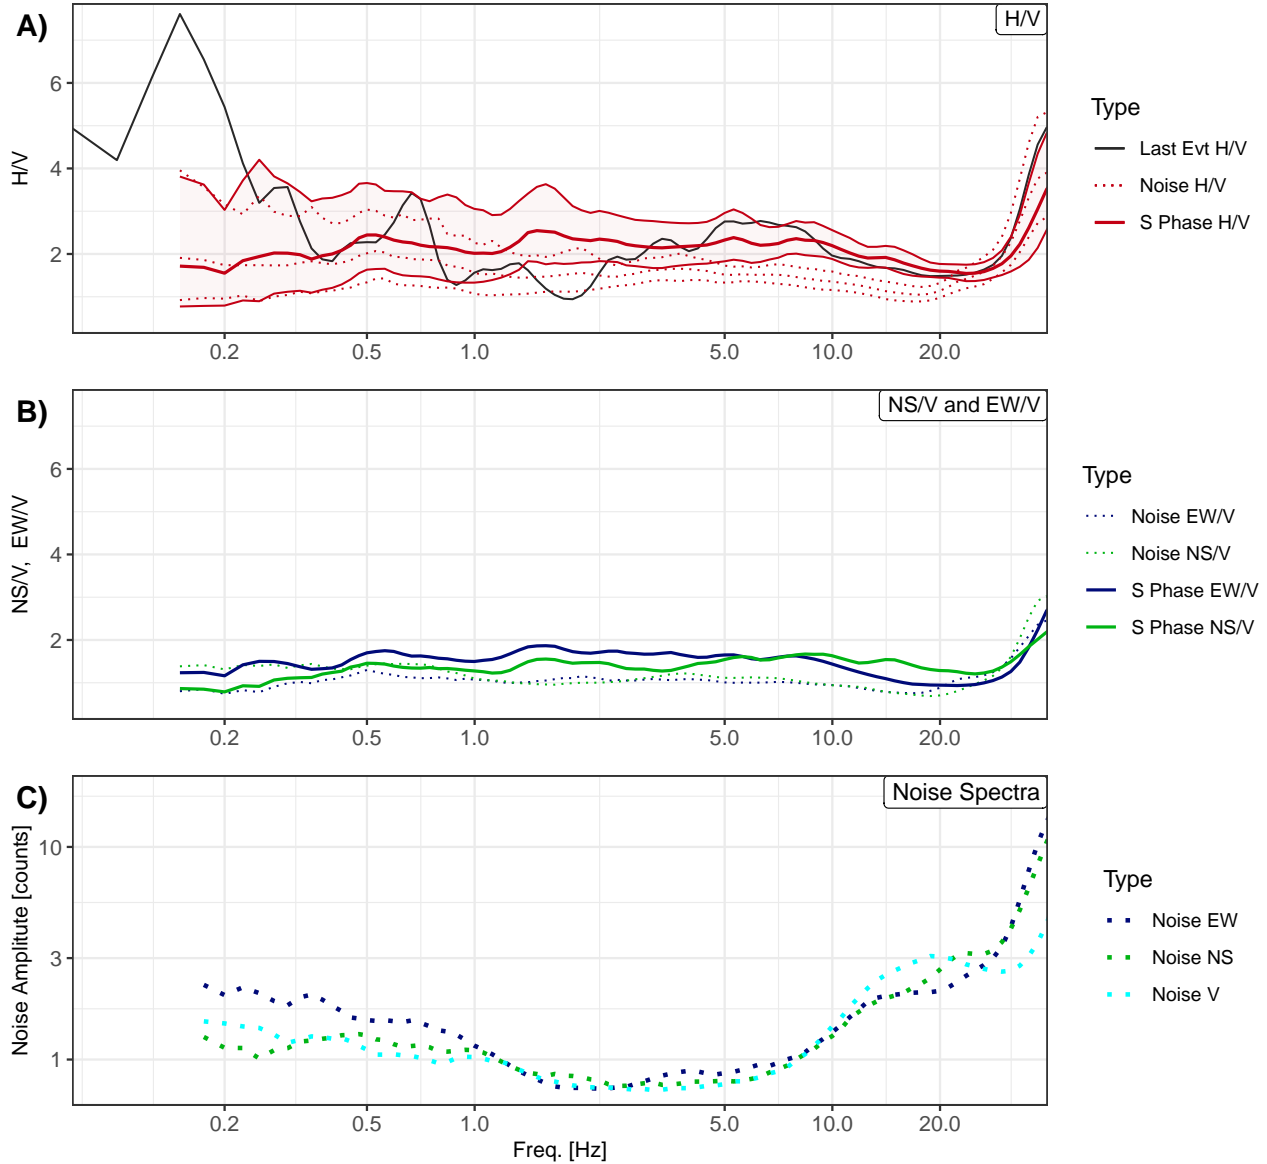 A)
H/V
H/V
6
4
2
0.2 0.5 1.0 5.0 10.0 20.0
Type
Last Evt H/V
Noise H/V
S Phase H/V
B)
NS/V and EW/V
NS/V, EW/V
6
4
2
0.2 0.5 1.0 5.0 10.0 20.0
Type
Noise EW/V
Noise NS/V
S Phase EW/V
S Phase NS/V
C)
Noise Spectra
Noise Amplitute [counts]
10
3
1
0.2 0.5 1.0 5.0 10.0 20.0
Freq. [Hz]
Type
Noise EW
Noise NS
Noise V